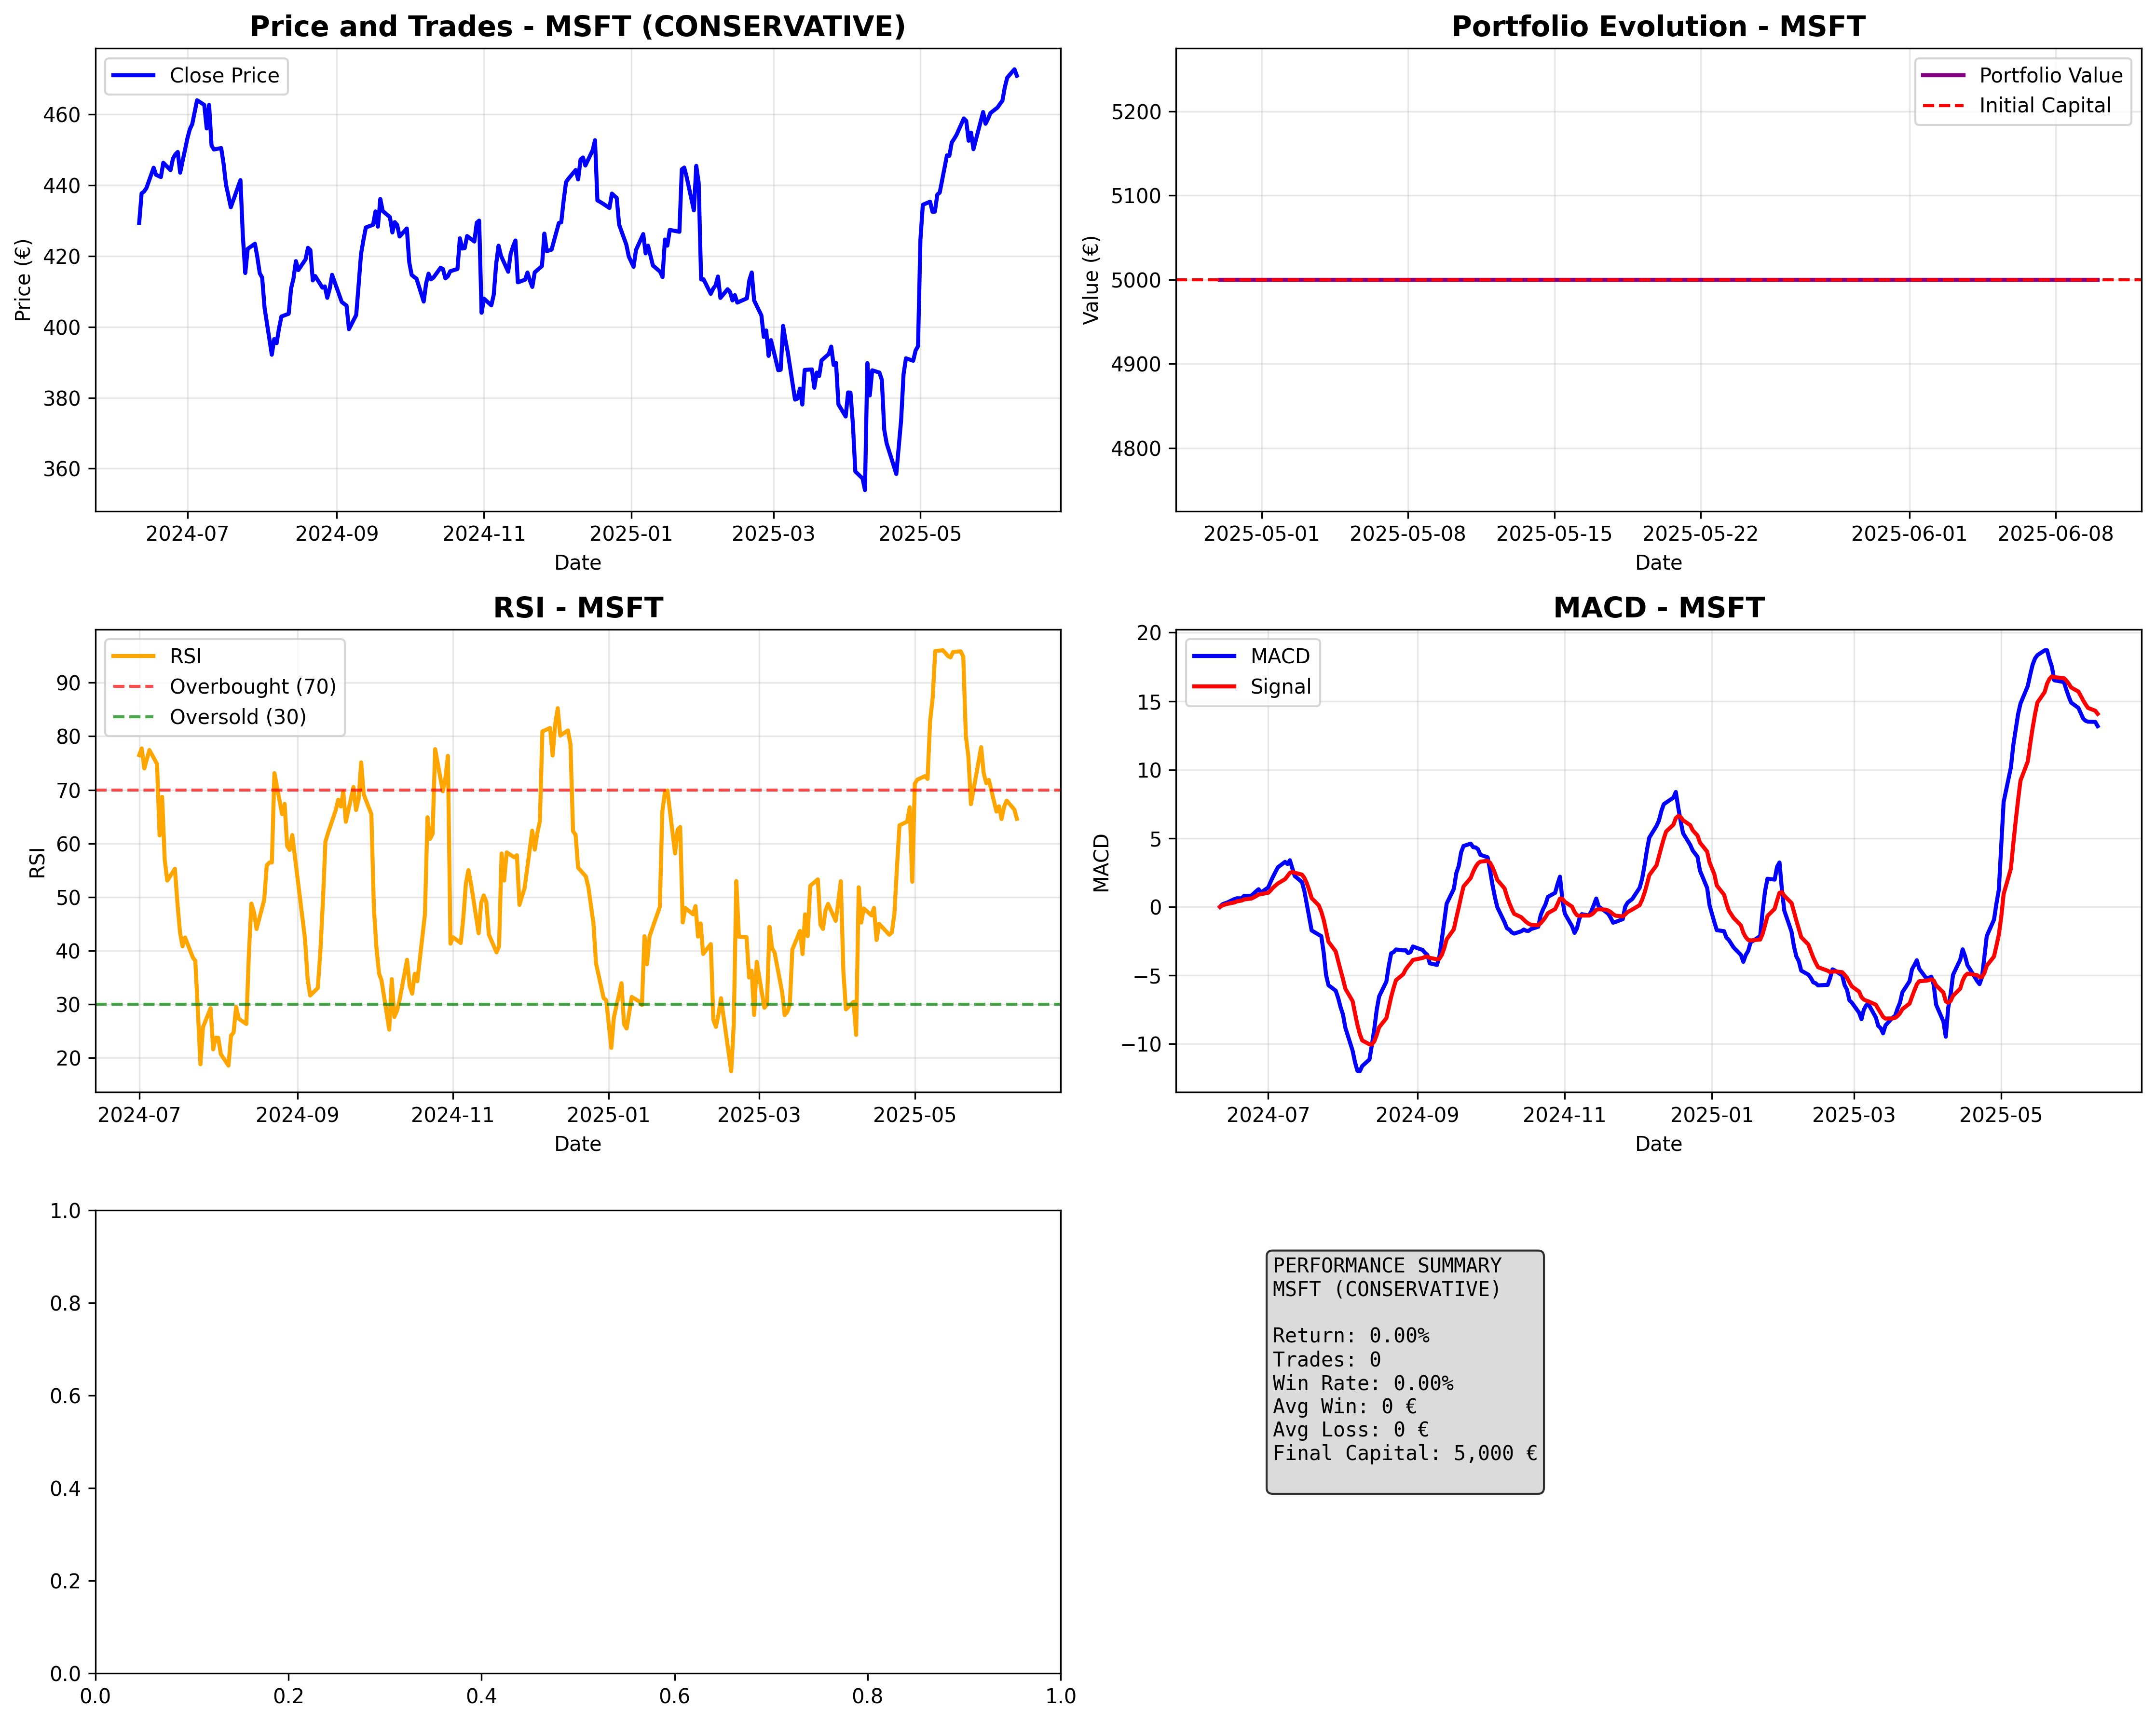 Price and Trades - MSFT (CONSERVATIVE)
Close Price
Price (€)
460
440
420
400
380
360
2024-07
2024-09
2024-11
2025-01
2025-03
2025-05
Date
Portfolio Evolution - MSFT
Portfolio Value
Initial Capital
Value (€)
5200
5100
5000
4900
4800
2025-05-01
2025-05-08
2025-05-15
2025-05-22
2025-06-01
2025-06-08
Date
RSI - MSFT
RSI
Overbought (70)
Oversold (30)
RSI
90
80
70
60
50
40
30
20
2024-07
2024-09
2024-11
2025-01
2025-03
2025-05
Date
MACD - MSFT
MACD
Signal
MACD
20
15
10
5
0
−5
−10
2024-07
2024-09
2024-11
2025-01
2025-03
2025-05
Date
1.0
0.8
0.6
0.4
0.2
0.0
0.0
0.2
0.4
0.6
0.8
1.0
PERFORMANCE SUMMARY
MSFT (CONSERVATIVE)
Return: 0.00%
Trades: 0
Win Rate: 0.00%
Avg Win: 0 €
Avg Loss: 0 €
Final Capital: 5,000 €